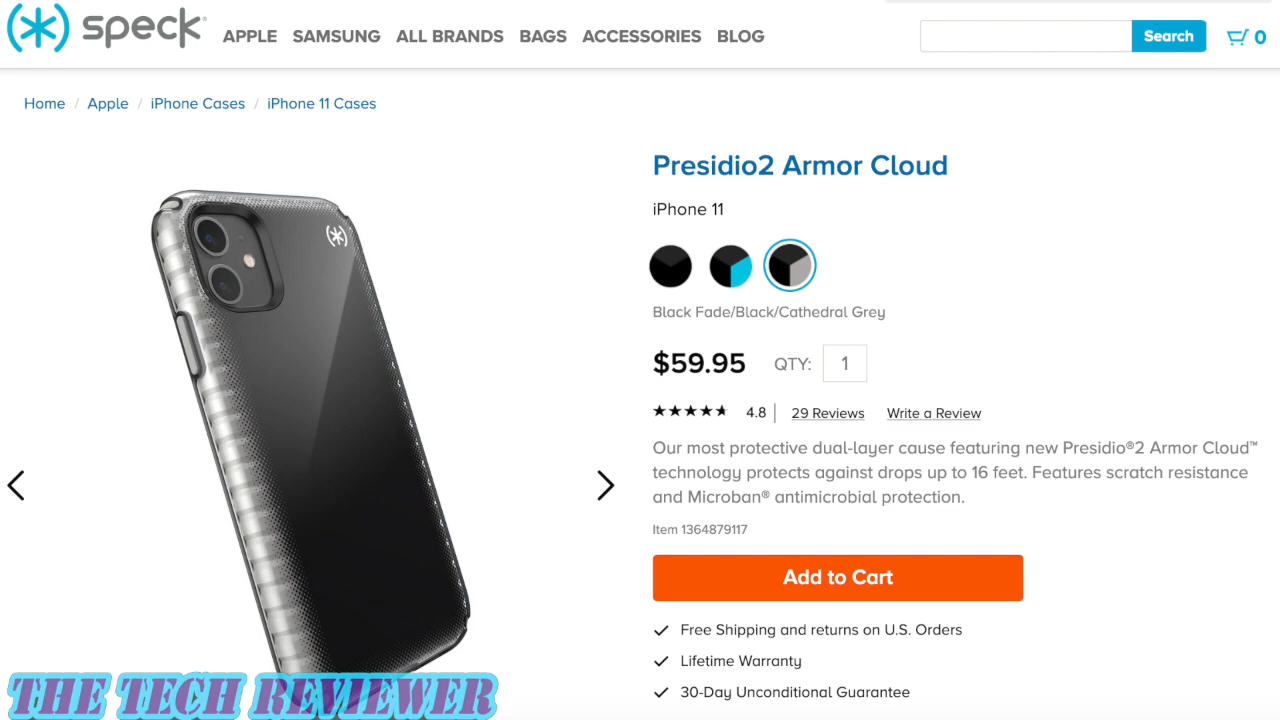 speck
APPLE SAMSUNG ALL BRANDS BAGS ACCESSORIES BLOG
Search
0
Home / Apple / iPhone Cases / iPhone 11 Cases
Presidio2 Armor Cloud
iPhone 11
Black Fade/Black/Cathedral Grey
$59.95 QTY: 1
4.8 29 Reviews Write a Review
Our most protective dual-layer cause featuring new Presidio®2 Armor Cloud™
technology protects against drops up to 16 feet. Features scratch resistance
and Microban® antimicrobial protection.
Item 1364879117
Add to Cart
Free Shipping and returns on U.S. Orders
Lifetime Warranty
30-Day Unconditional Guarantee
THE TECH REVIEWER